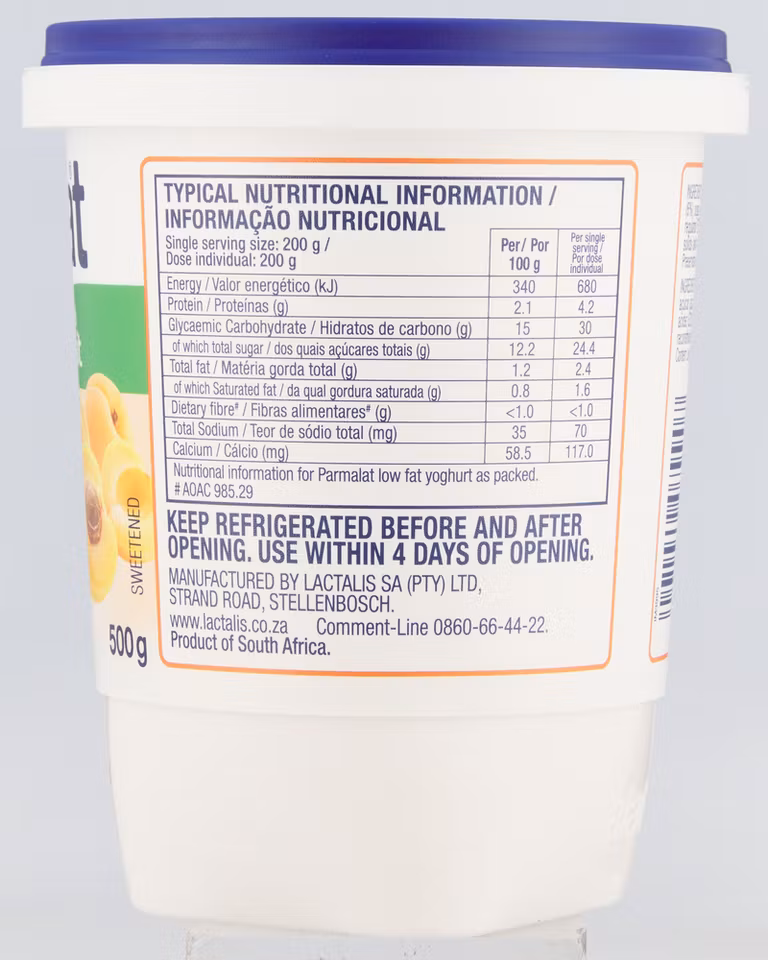 at
t
SWEETENED
500 g
TYPICAL NUTRITIONAL INFORMATION /
INFORMAÇÃO NUTRICIONAL
Single serving size: 200 g /
Dose individual: 200 g
Per / Por
100 g
Per single
serving /
Por dose
individual
Energy / Valor energético (kJ) 340 680
Protein / Proteínas (g) 2.1 4.2
Glycaemic Carbohydrate / Hidratos de carbono (g) 15 30
of which total sugar / dos quais açúcares totais (g) 12.2 24.4
Total fat / Matéria gorda total (g) 1.2 2.4
of which Saturated fat / da qual gordura saturada (g) 0.8 1.6
Dietary fibre# / Fibras alimentares# (g) <1.0 <1.0
Total Sodium / Teor de sódio total (mg) 35 70
Calcium / Cálcio (mg) 58.5 117.0
Nutritional information for Parmalat low fat yoghurt as packed.
# AOAC 985.29
KEEP REFRIGERATED BEFORE AND AFTER
OPENING. USE WITHIN 4 DAYS OF OPENING.
MANUFACTURED BY LACTALIS SA (PTY) LTD,
STRAND ROAD, STELLENBOSCH.
www.lactalis.co.za Comment-Line 0860-66-44-22.
Product of South Africa.